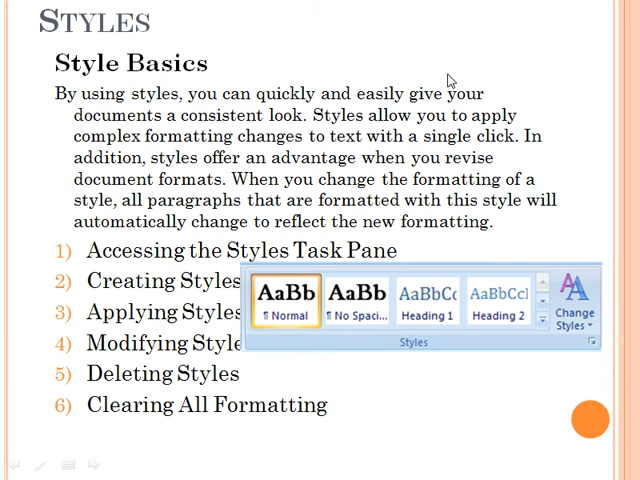 STYLES
Style Basics
By using styles, you can quickly and easily give your
documents a consistent look. Styles allow you to apply
complex formatting changes to text with a single click. In
addition, styles offer an advantage when you revise
document formats. When you change the formatting of a
style, all paragraphs that are formatted with this style will
automatically change to reflect the new formatting.
1) Accessing the Styles Task Pane
2) Creating Styles
3) Applying Styles
4) Modifying Style
5) Deleting Styles
6) Clearing All Formatting
AaBb AaBb AaBbCc AaBbCcI
¶ Normal ¶ No Spaci... Heading 1 Heading 2
Change
Styles
Styles